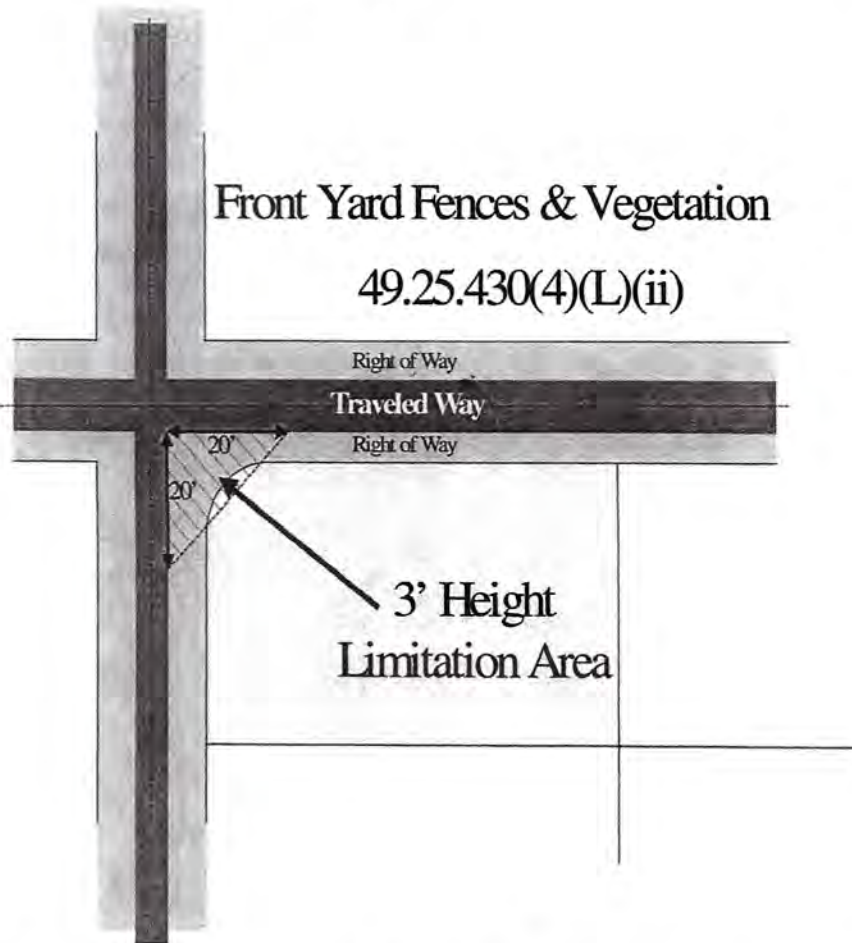 Front Yard Fences & Vegetation
49.25.430(4)(L)(ii)
Right of Way
Traveled Way
20'
Right of Way
20'
3' Height
Limitation Area